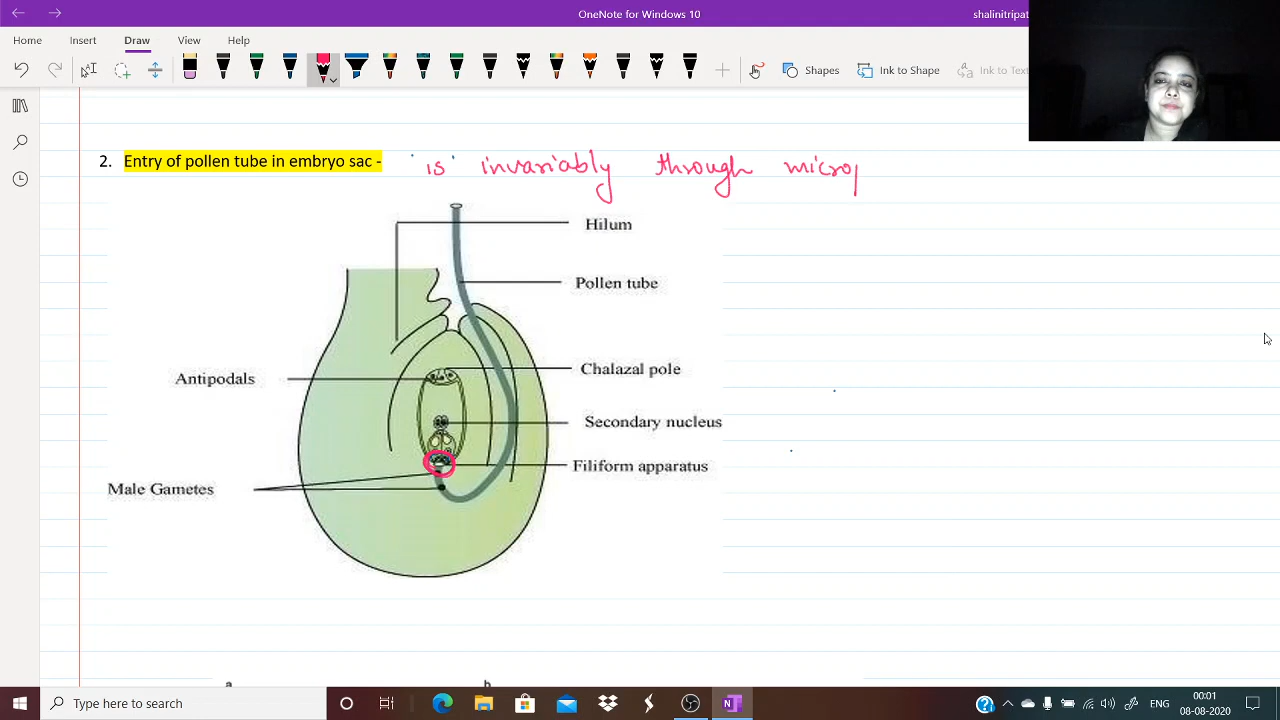 OneNote for Windows 10
shalinitripat
Home Insert Draw View Help
Shapes Ink to Shape Ink to Text
2. Entry of pollen tube in embryo sac - is invariably through microp
Hilum
Pollen tube
Antipodals
Chalazal pole
Secondary nucleus
Filiform apparatus
Male Gametes
a b
Type here to search
ENG
00:01
08-08-2020